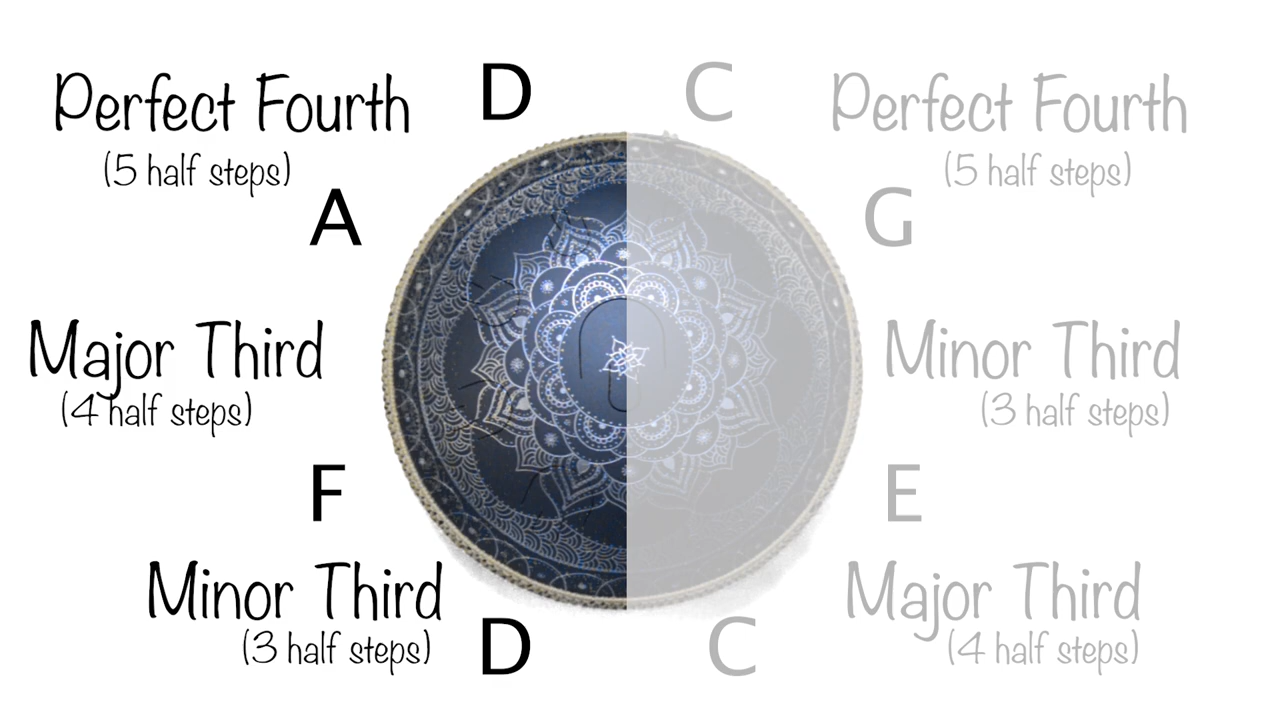 D
C
Perfect Fourth
(5 half steps)
Perfect Fourth
(5 half steps)
A
G
Major Third
(4 half steps)
Minor Third
(3 half steps)
F
E
Minor Third
(3 half steps)
Major Third
(4 half steps)
D
C